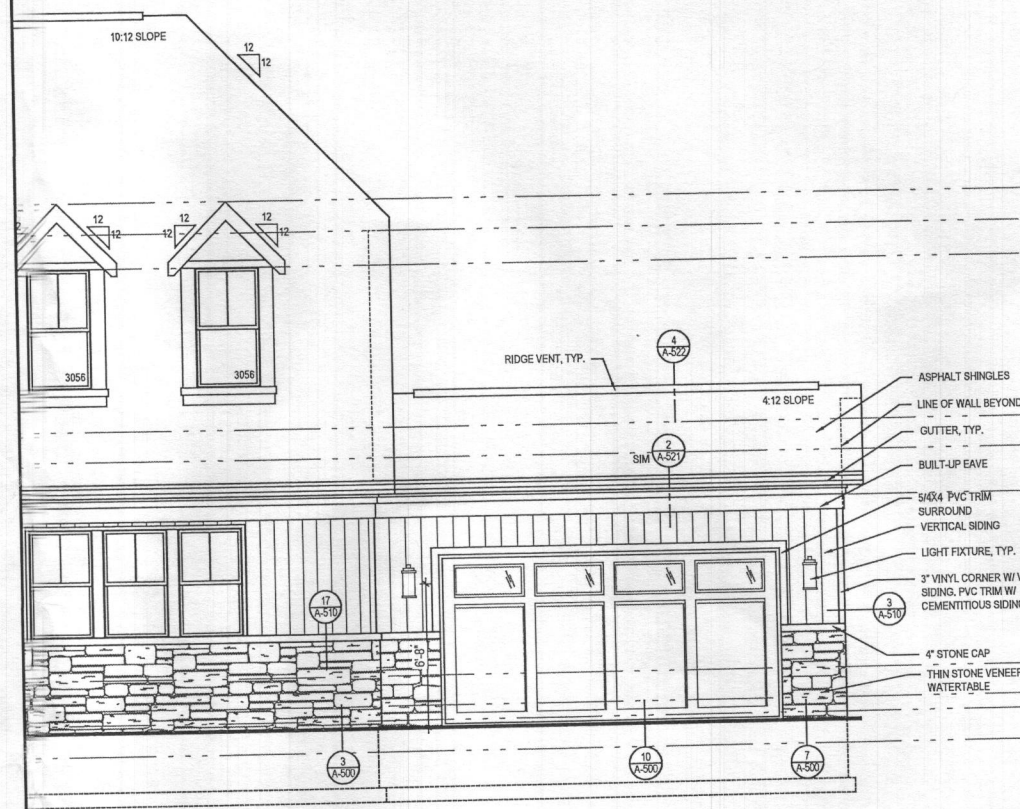 10:12 SLOPE
12
12
12
12
12
12
12
12
3056
3056
4
A-522
RIDGE VENT, TYP.
4:12 SLOPE
ASPHALT SHINGLES
LINE OF WALL BEYOND
GUTTER, TYP.
2
A-521
SIM
BUILT-UP EAVE
5/4X4 PVC TRIM
SURROUND
VERTICAL SIDING
LIGHT FIXTURE, TYP.
3" VINYL CORNER W/ V
SIDING. PVC TRIM W/
CEMENTITIOUS SIDING
3
A-510
17
A-510
6'-8"
4" STONE CAP
THIN STONE VENEER
WATERTABLE
3
A-500
10
A-500
7
A-500